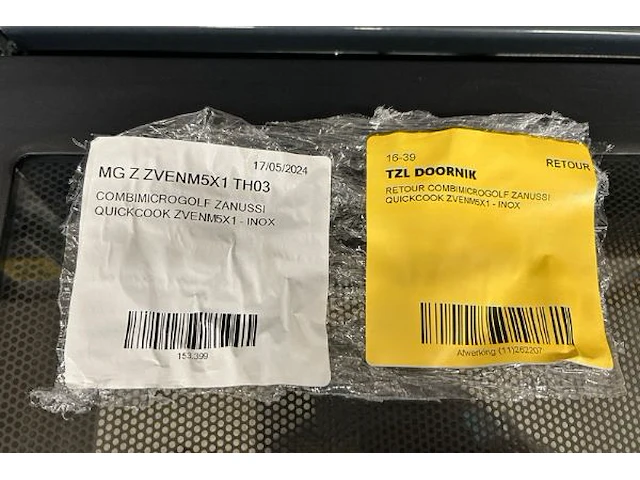 17/05/2024
MG Z ZVENM5X1 TH03
COMBIMICROGOLF ZANUSSI
QUICKCOOK ZVENM5X1 - INOX
153.399
16-39
RETOUR
TZL DOORNIK
RETOUR COMBIMICROGOLF ZANUSSI
QUICKCOOK ZVENM5X1 - INOX
Afwerking (11)262207